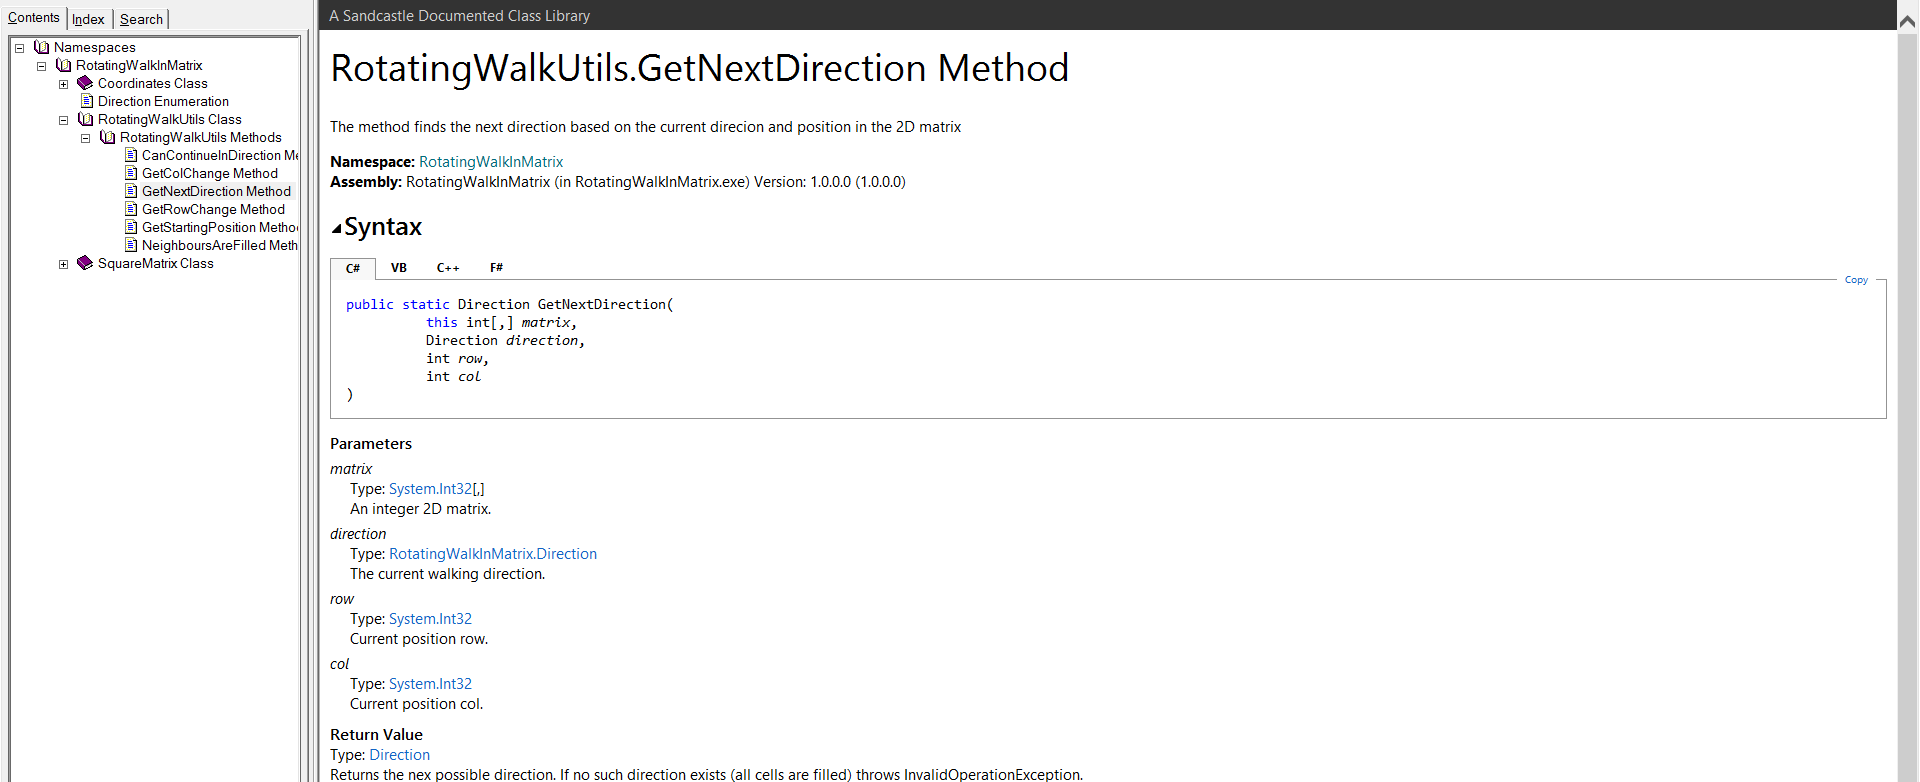 Contents Index Search
Namespaces
RotatingWalkInMatrix
Coordinates Class
Direction Enumeration
RotatingWalkUtils Class
RotatingWalkUtils Methods
CanContinueInDirection Me
GetColChange Method
GetNextDirection Method
GetRowChange Method
GetStartingPosition Metho
NeighboursAreFilled Meth
SquareMatrix Class
A Sandcastle Documented Class Library
RotatingWalkUtils.GetNextDirection Method
The method finds the next direction based on the current direcion and position in the 2D matrix
Namespace: RotatingWalkInMatrix
Assembly: RotatingWalkInMatrix (in RotatingWalkInMatrix.exe) Version: 1.0.0.0 (1.0.0.0)
Syntax
C# VB C++ F#
Copy
public static Direction GetNextDirection(
this int[,] matrix,
Direction direction,
int row,
int col
)
Parameters
matrix
Type: System.Int32[,]
An integer 2D matrix.
direction
Type: RotatingWalkInMatrix.Direction
The current walking direction.
row
Type: System.Int32
Current position row.
col
Type: System.Int32
Current position col.
Return Value
Type: Direction
Returns the nex possible direction. If no such direction exists (all cells are filled) throws InvalidOperationException.